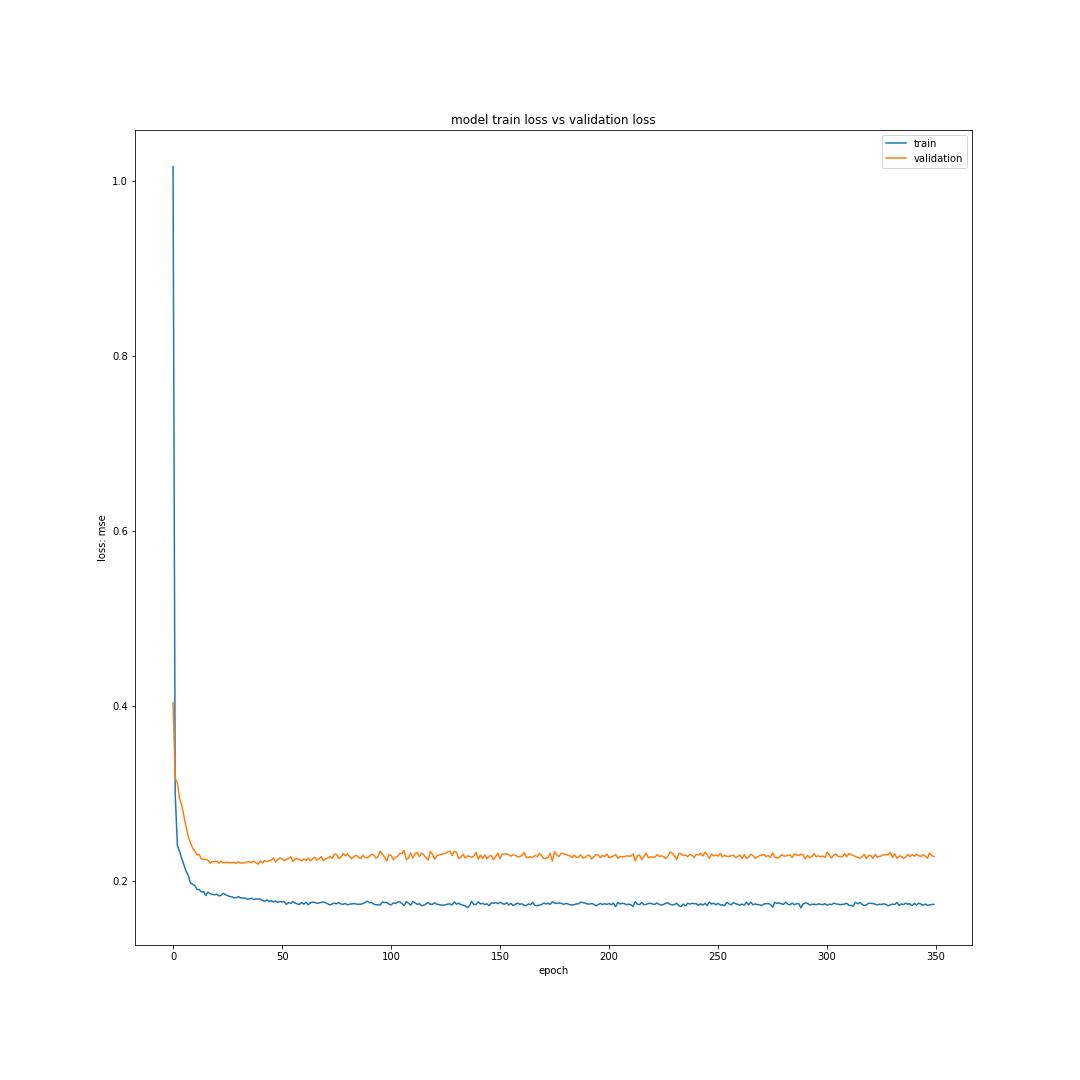 model train loss vs validation loss
train
validation
1.0
0.8
0.6
0.4
0.2
loss: mse
0 50 100 150 200 250 300 350
epoch